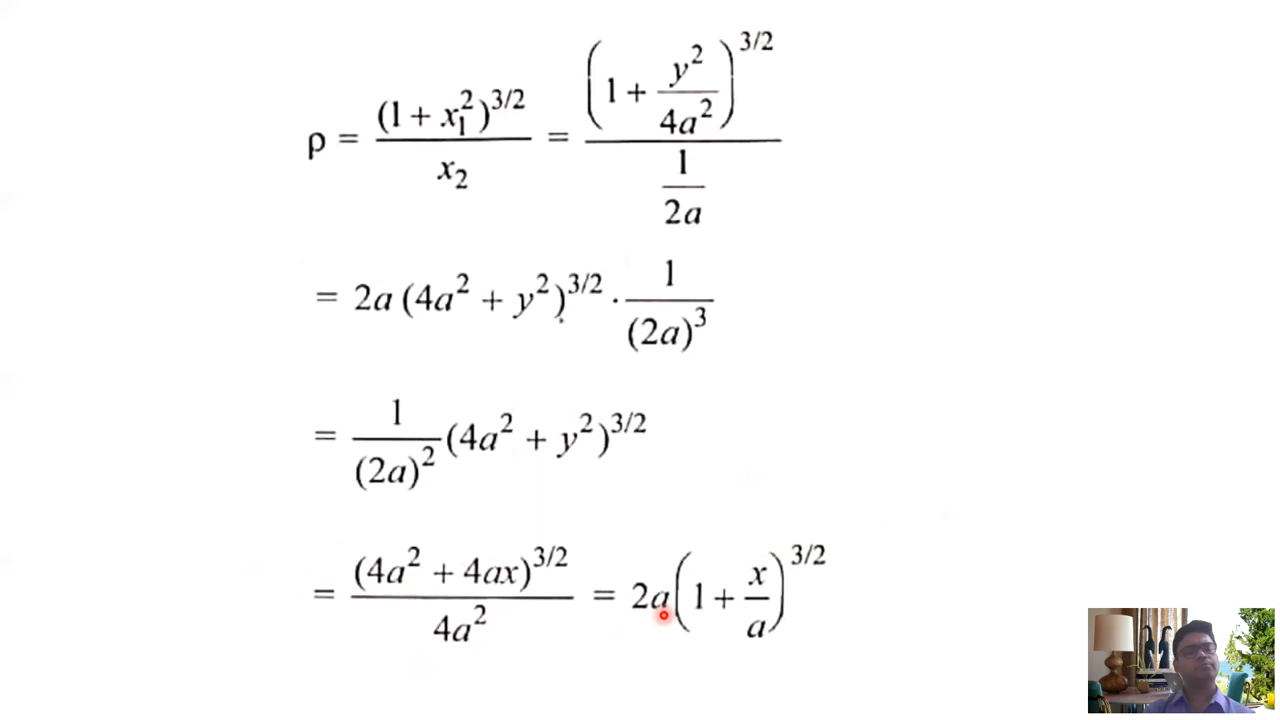 ρ = (1 + x₁²)^3/2 / x₂ = (1 + y²/4a²)^3/2 / (1/2a)
= 2a (4a² + y²)^3/2 · 1/(2a)³
= 1/(2a)² (4a² + y²)^3/2
= (4a² + 4ax)^3/2 / 4a² = 2a(1 + x/a)^3/2